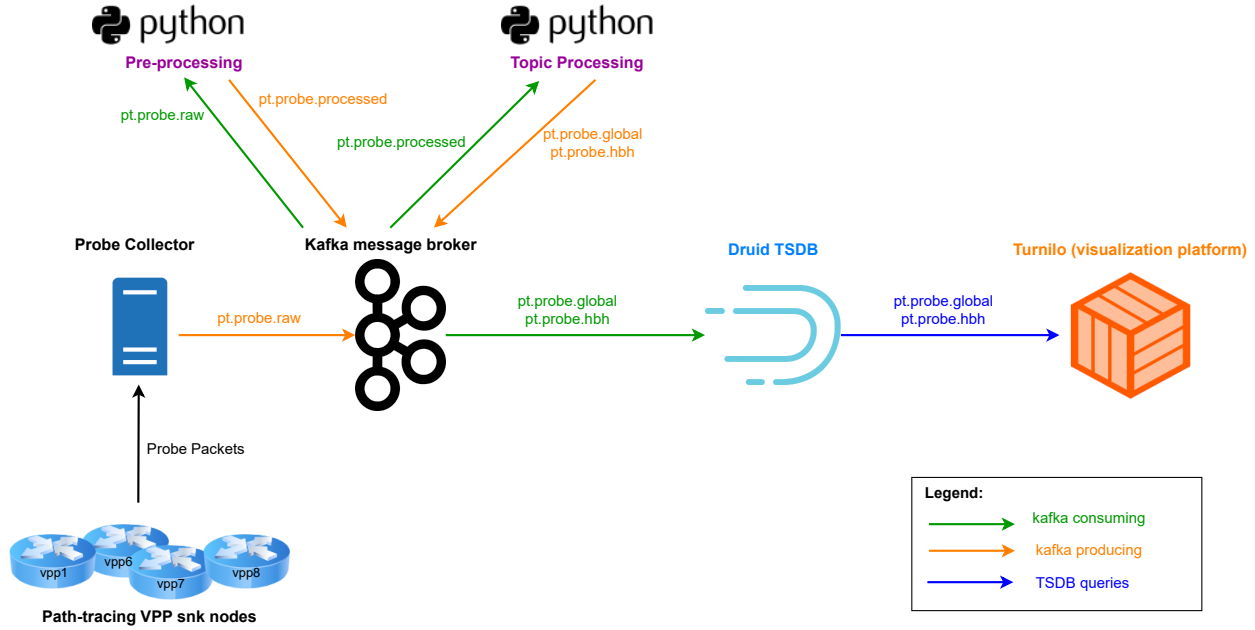 python
python
Pre-processing
Topic Processing
pt.probe.raw
pt.probe.processed
pt.probe.processed
pt.probe.global
pt.probe.hbh
Probe Collector
Kafka message broker
Druid TSDB
Turnilo (visualization platform)
pt.probe.raw
pt.probe.global
pt.probe.hbh
pt.probe.global
pt.probe.hbh
Probe Packets
vpp1
vpp6
vpp7
vpp8
Path-tracing VPP snk nodes
Legend:
kafka consuming
kafka producing
TSDB queries